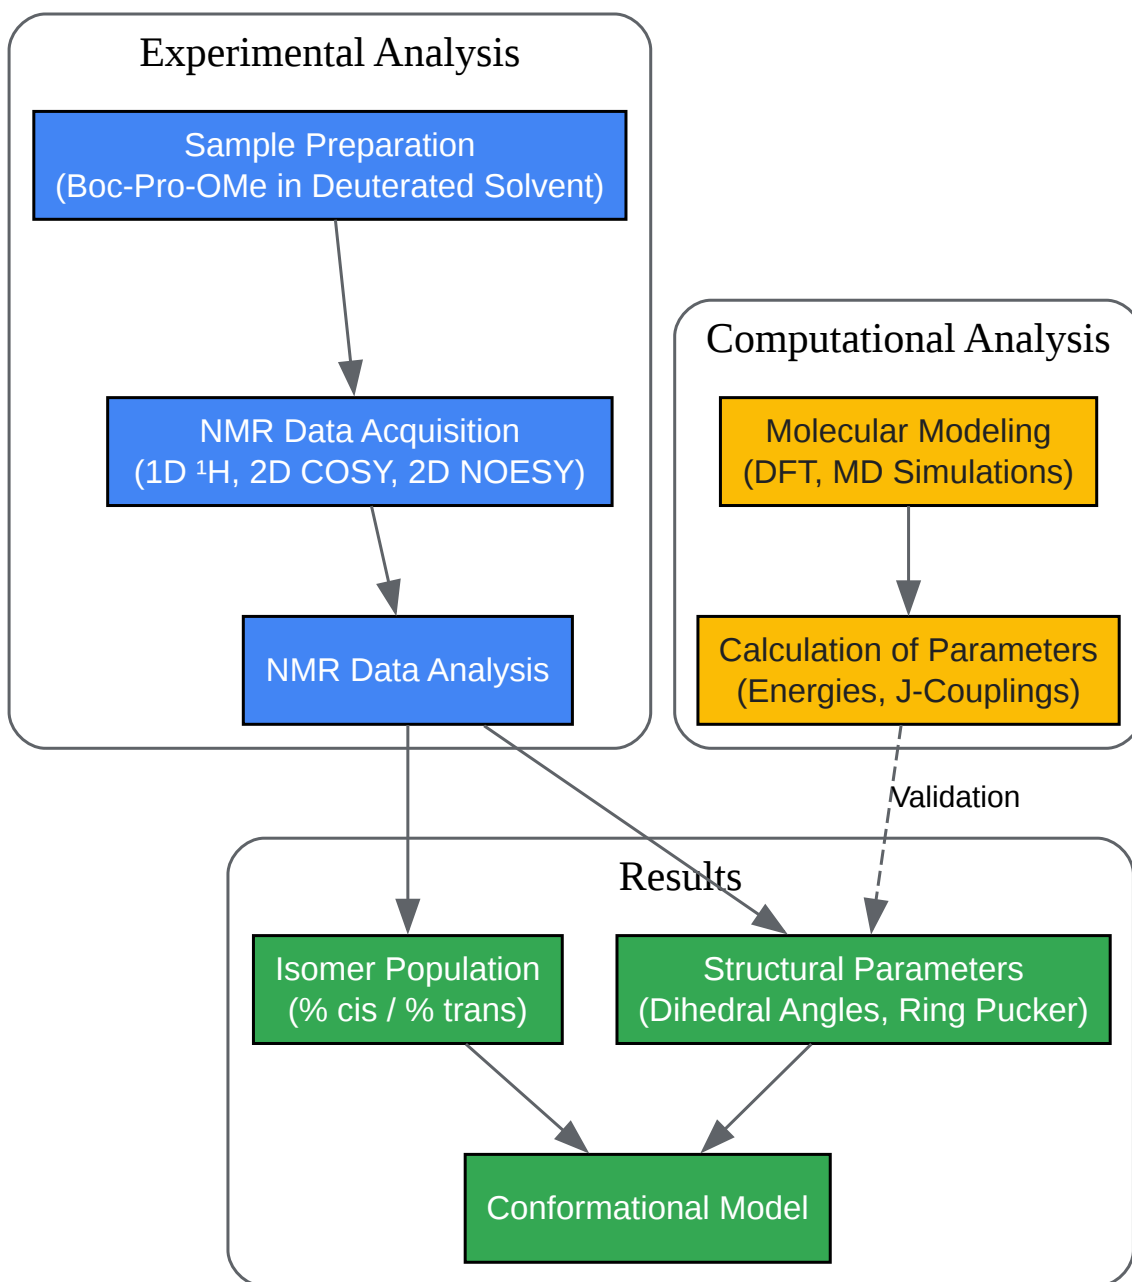 Experimental Analysis
Sample Preparation
(Boc-Pro-OMe in Deuterated Solvent)
NMR Data Acquisition
(1D ¹H, 2D COSY, 2D NOESY)
NMR Data Analysis
Computational Analysis
Molecular Modeling
(DFT, MD Simulations)
Calculation of Parameters
(Energies, J-Couplings)
Validation
Results
Isomer Population
(% cis / % trans)
Structural Parameters
(Dihedral Angles, Ring Pucker)
Conformational Model